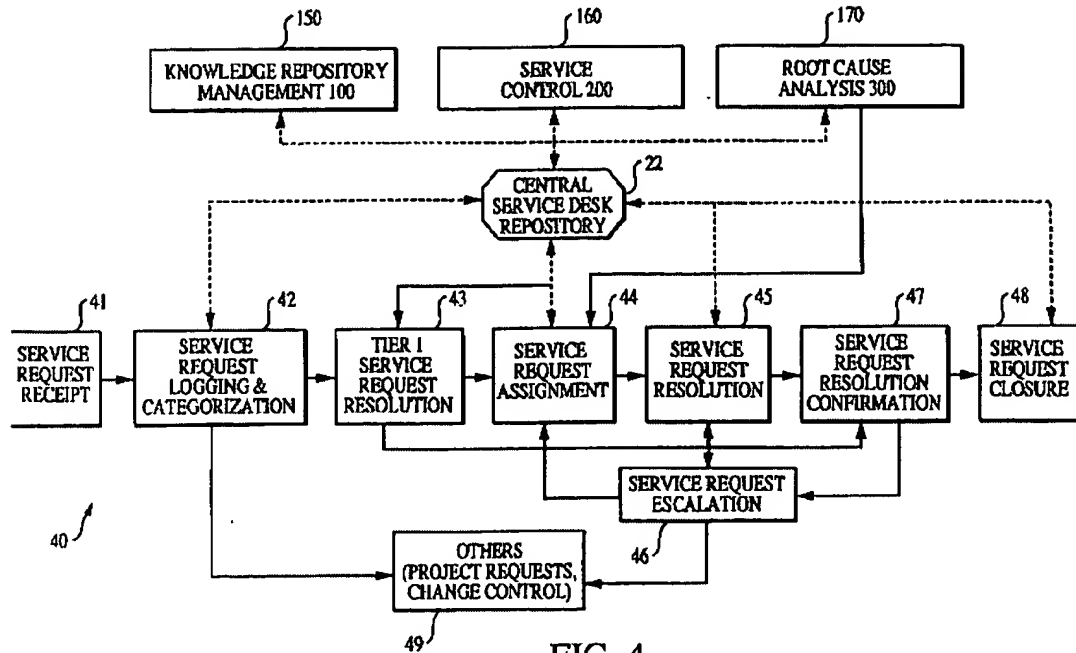 150
160
170
KNOWLEDGE REPOSITORY
MANAGEMENT 100
SERVICE
CONTROL 200
ROOT CAUSE
ANALYSIS 300
22
CENTRAL
SERVICE DESK
REPOSITORY
41
42
43
44
45
47
48
SERVICE
REQUEST
RECEIPT
SERVICE
REQUEST
LOGGING &
CATEGORIZATION
TIER 1
SERVICE
REQUEST
RESOLUTION
SERVICE
REQUEST
ASSIGNMENT
SERVICE
REQUEST
RESOLUTION
SERVICE
REQUEST
RESOLUTION
CONFIRMATION
SERVICE
REQUEST
CLOSURE
SERVICE REQUEST
ESCALATION
46
40
OTHERS
(PROJECT REQUESTS,
CHANGE CONTROL)
49
FIG. 4